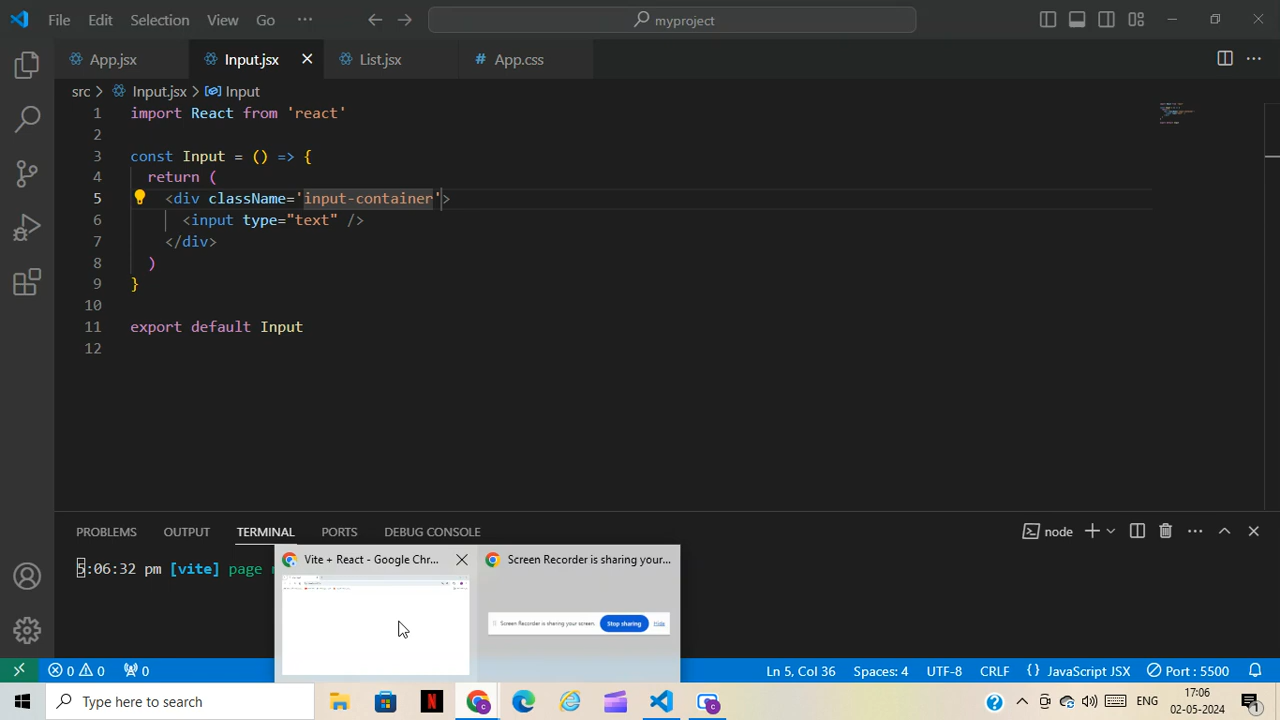 File Edit Selection View Go ··· myproject
App.jsx Input.jsx List.jsx # App.css
src > Input.jsx > Input
1 import React from 'react'
2
3 const Input = () => {
4 return (
5 <div className='input-container'>
6 <input type="text" />
7 </div>
8 )
9 }
10
11 export default Input
12
PROBLEMS OUTPUT TERMINAL PORTS DEBUG CONSOLE node
5:06:32 pm [vite] page
Vite + React - Google Chr... Screen Recorder is sharing your...
Screen Recorder is sharing your screen. Stop sharing Hide
0 0 0 Ln 5, Col 36 Spaces: 4 UTF-8 CRLF {} JavaScript JSX Port : 5500
Type here to search ENG 17:06
02-05-2024